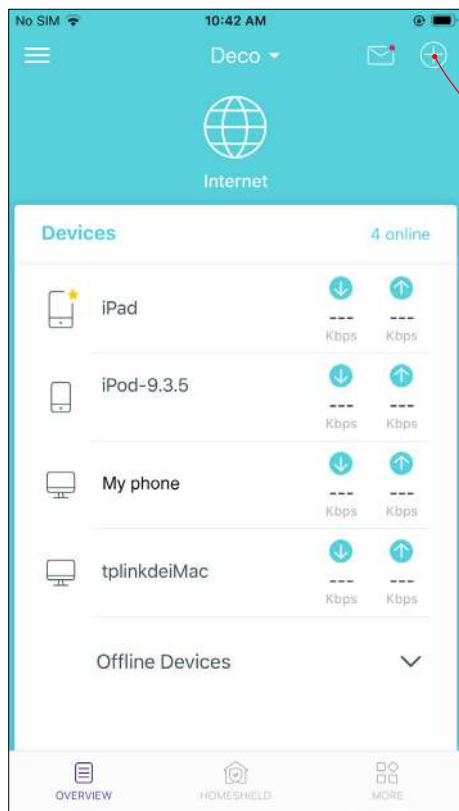 No SIM 10:42 AM
Deco
Internet
Devices 4 online
iPad
--- ---
Kbps Kbps
iPod-9.3.5
--- ---
Kbps Kbps
My phone
--- ---
Kbps Kbps
tplinkdeiMac
--- ---
Kbps Kbps
Offline Devices
OVERVIEW HOMESHIELD MORE